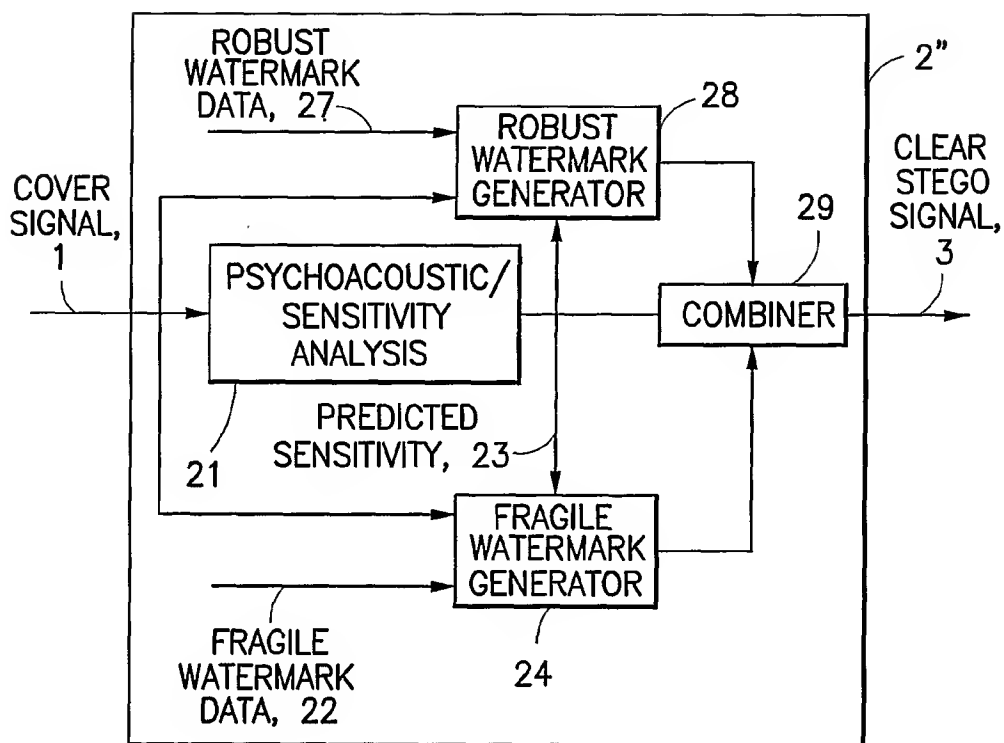 ROBUST
WATERMARK
DATA, 27
2"
28
ROBUST
WATERMARK
GENERATOR
CLEAR
STEGO
SIGNAL,
3
COVER
SIGNAL,
1
29
PSYCHOACOUSTIC/
SENSITIVITY
ANALYSIS
COMBINER
21
PREDICTED
SENSITIVITY, 23
FRAGILE
WATERMARK
GENERATOR
24
FRAGILE
WATERMARK
DATA, 22